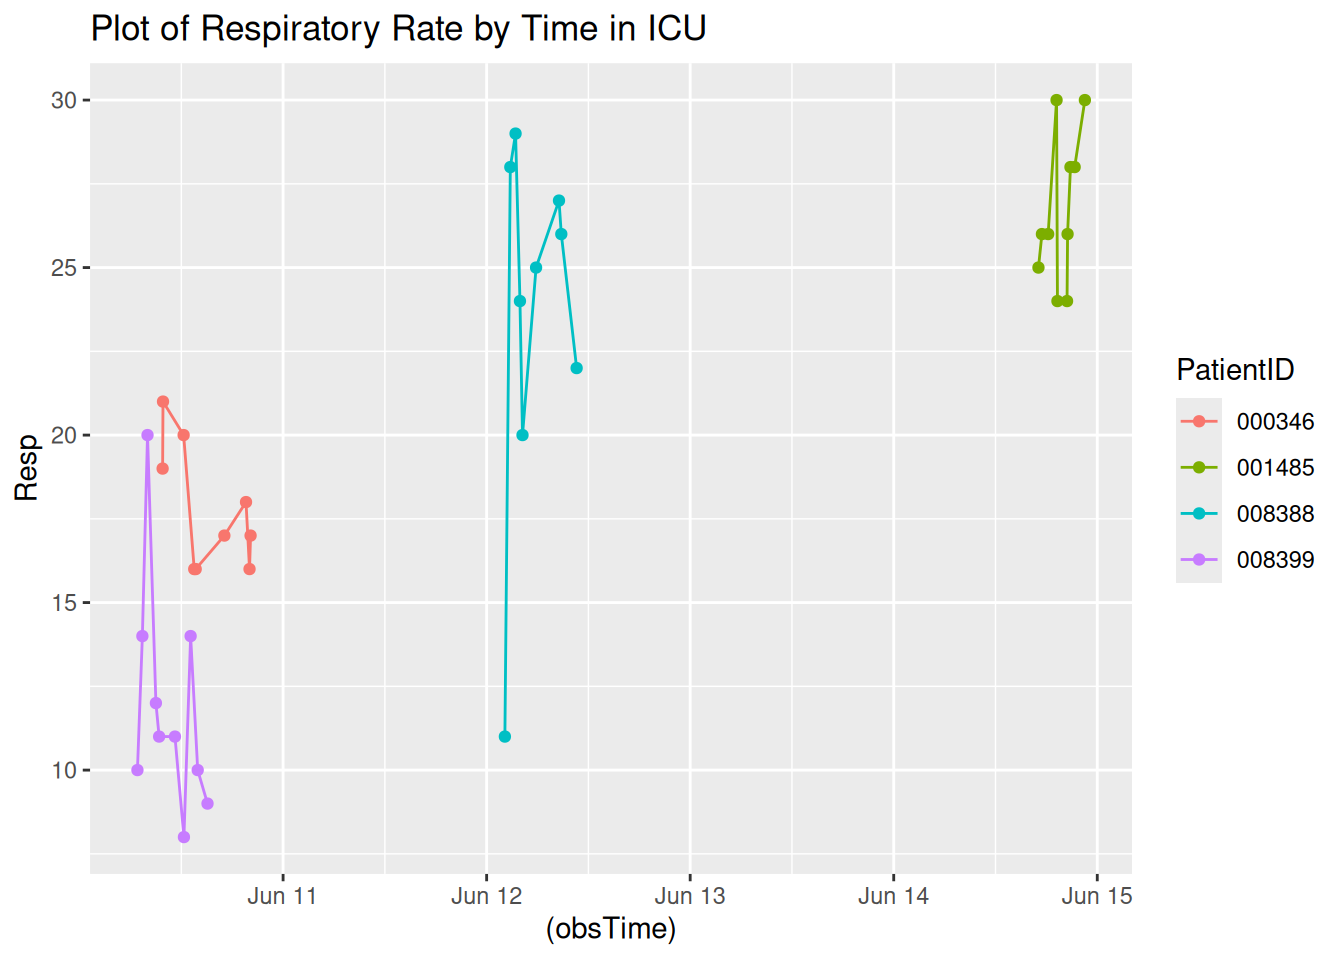 Plot of Respiratory Rate by Time in ICU
30
25
20
15
10
Resp
Jun 11
Jun 12
Jun 13
Jun 14
Jun 15
(obsTime)
PatientID
000346
001485
008388
008399